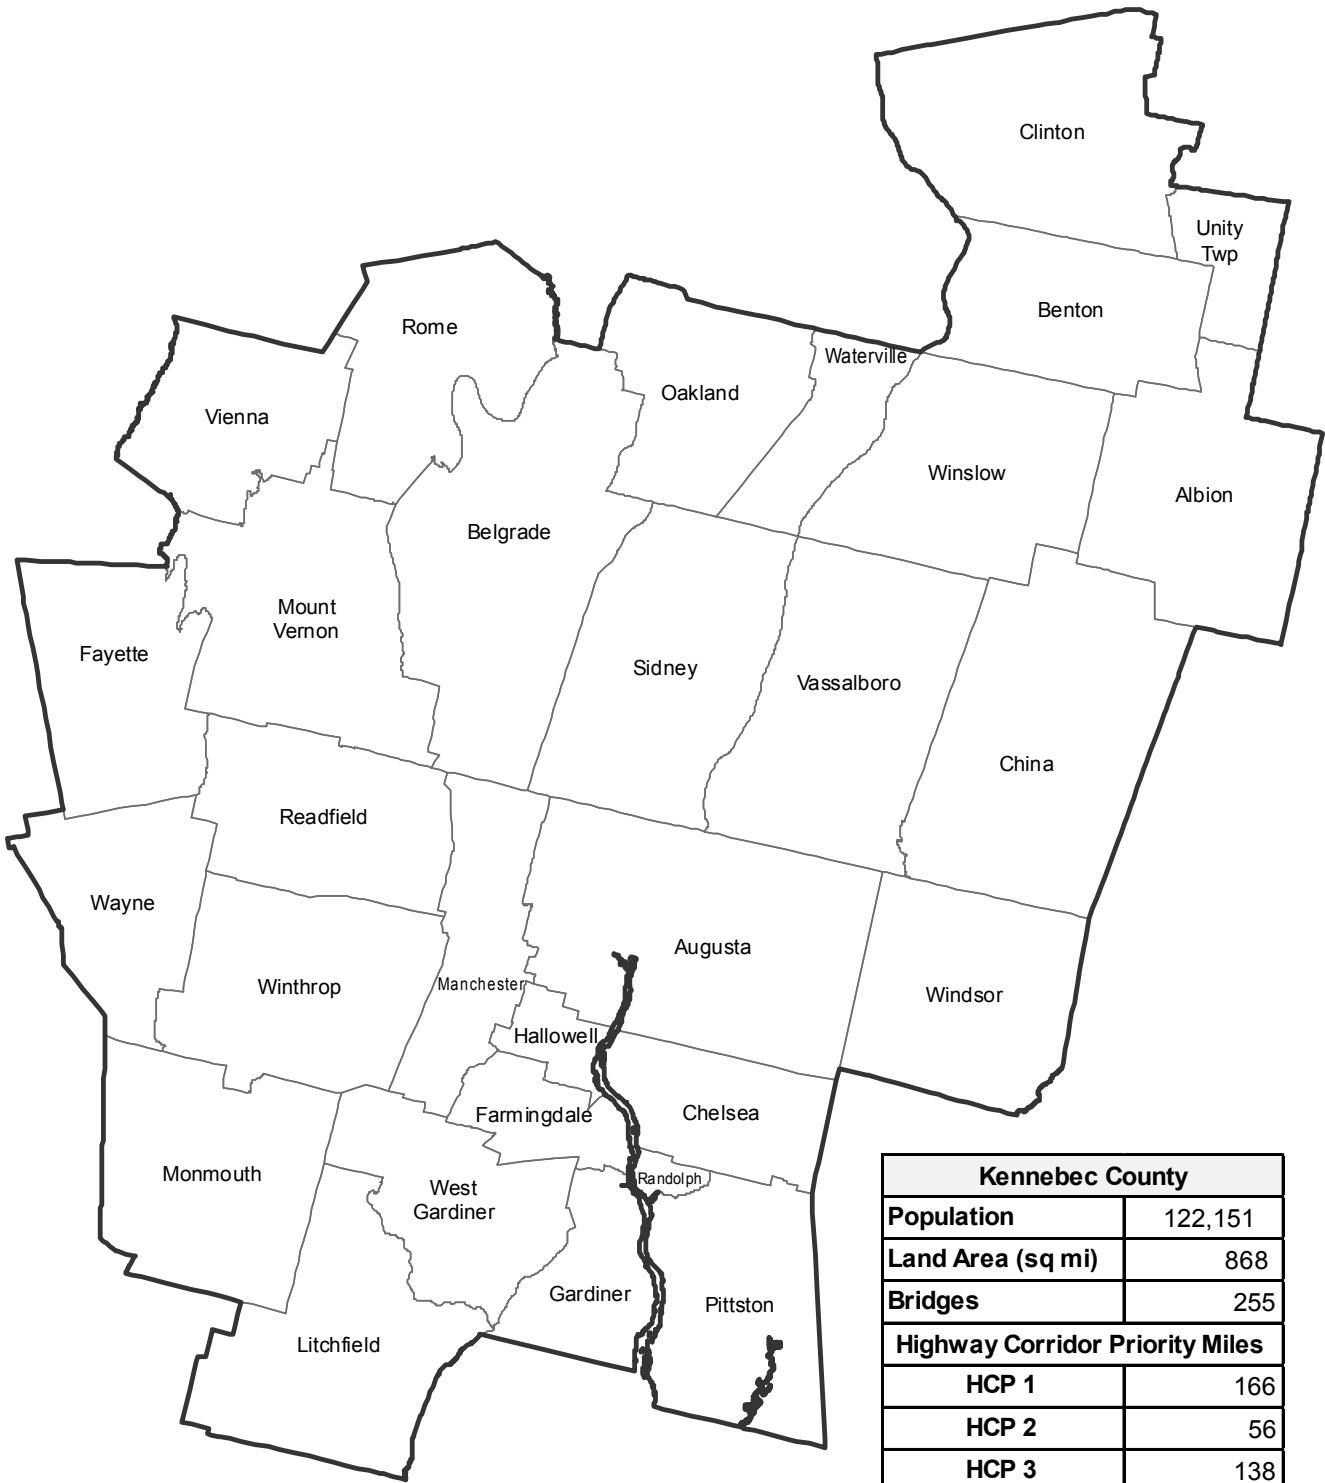 Clinton
Unity
Twp
Benton
Rome
Waterville
Oakland
Vienna
Winslow
Albion
Belgrade
Mount
Vernon
Fayette
Sidney
Vassalboro
China
Readfield
Wayne
Augusta
Winthrop
Manchester
Windsor
Hallowell
Farmingdale
Chelsea
Monmouth
West
Gardiner
Randolph
Gardiner
Pittston
Litchfield
Kennebec County
Population 122,151
Land Area (sq mi) 868
Bridges 255
Highway Corridor Priority Miles
HCP 1 166
HCP 2 56
HCP 3 138